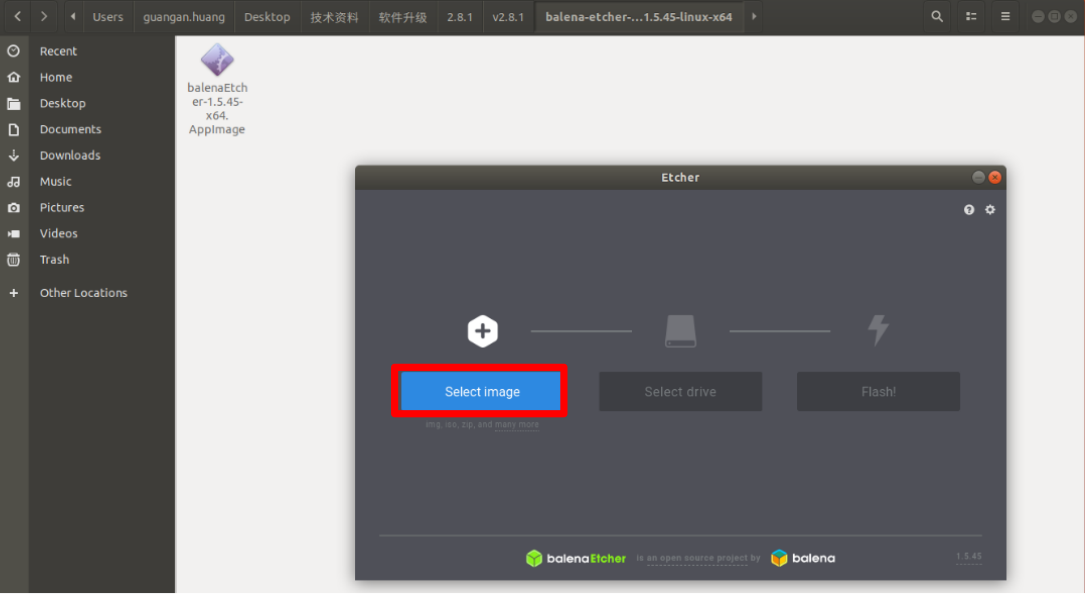 Users guangan.huang Desktop 技术资料 软件升级 2.8.1 v2.8.1 balena-etcher-...1.5.45-linux-x64
Recent
Home
Desktop
Documents
Downloads
Music
Pictures
Videos
Trash
Other Locations
balenaEtch
er-1.5.45-
x64.
AppImage
Etcher
Select image
Select drive
Flash!
img, iso, zip, and many more
balenaEtcher is an open source project by balena
1.5.45